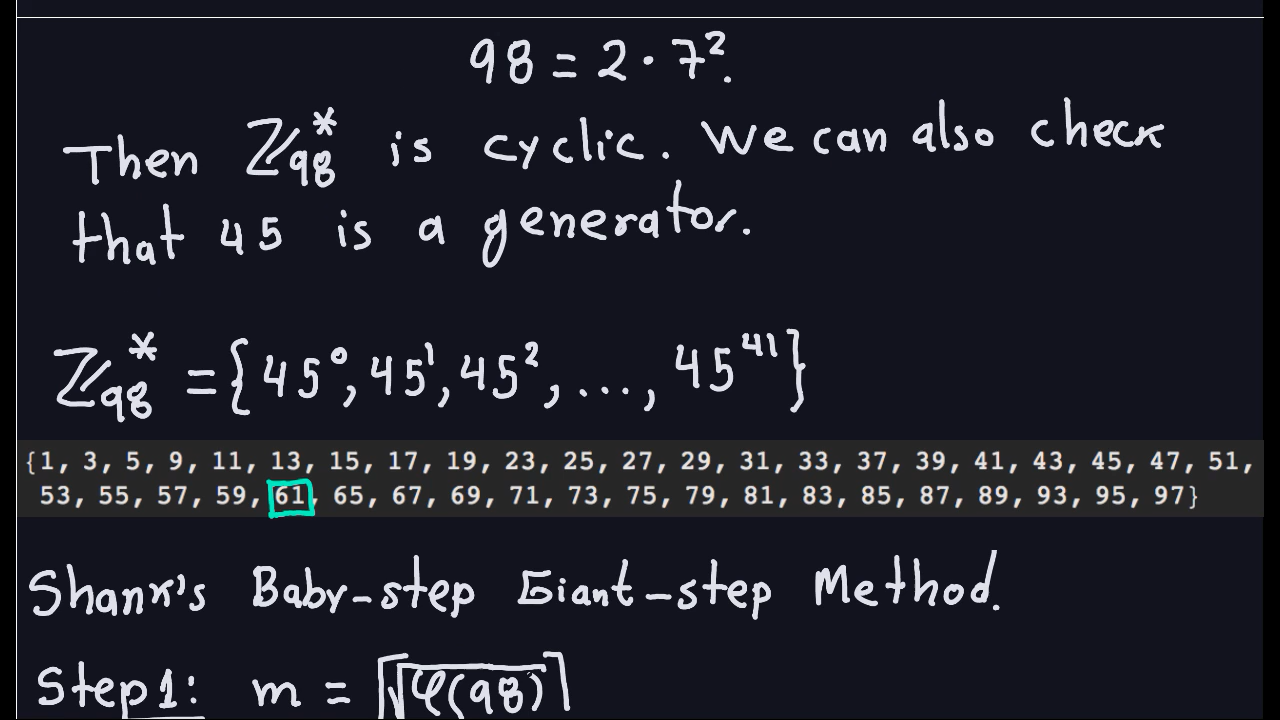 98 = 2 · 7².
Then ℤ₉₈* is cyclic. We can also check
that 45 is a generator.
ℤ₉₈* = {45⁰, 45¹, 45², ..., 45⁴¹}
{1, 3, 5, 9, 11, 13, 15, 17, 19, 23, 25, 27, 29, 31, 33, 37, 39, 41, 43, 45, 47, 51,
53, 55, 57, 59, 61, 65, 67, 69, 71, 73, 75, 79, 81, 83, 85, 87, 89, 93, 95, 97}
Shank's Baby-step Giant-step Method.
Step 1: m = ⌈√φ(98)⌉